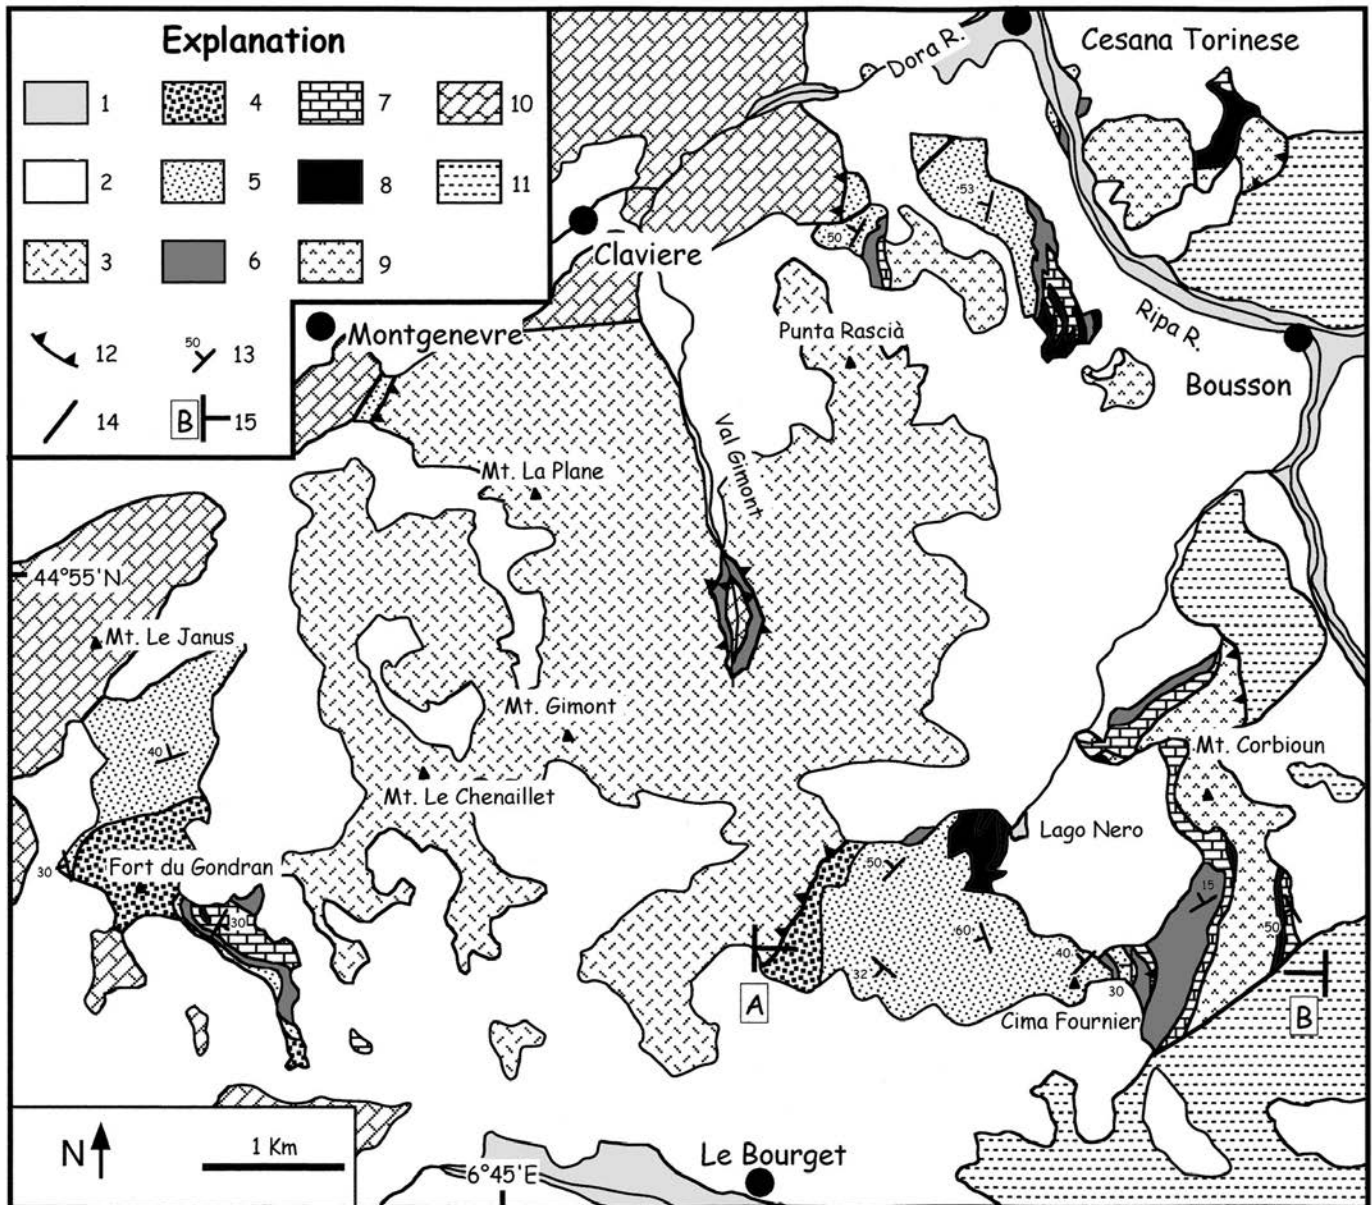 Explanation
1 4 7 10
2 5 8 11
3 6 9
12 50 13
14 B 15
Dora R.
Cesana Torinese
53
50
Claviere
Montgenevre
Punta Rascià
Ripa R.
Bousson
Val Gimont
Mt. La Plane
44°55'N
Mt. Le Janus
Mt. Gimont
40
Mt. Corbioun
Mt. Le Chenaillet
Lago Nero
30
Fort du Gondran
50
15
30
60
50
40
32
30
A
Cima Fournier
B
N
1 Km
Le Bourget
6°45'E